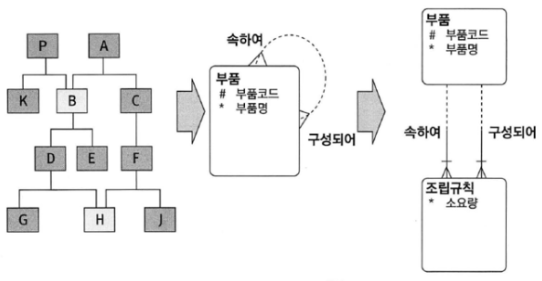 P A
K B C
D E F
G H J
속하여
부품
# 부품코드
* 부품명
구성되어
부품
# 부품코드
* 부품명
속하여 구성되어
조립규칙
* 소요량